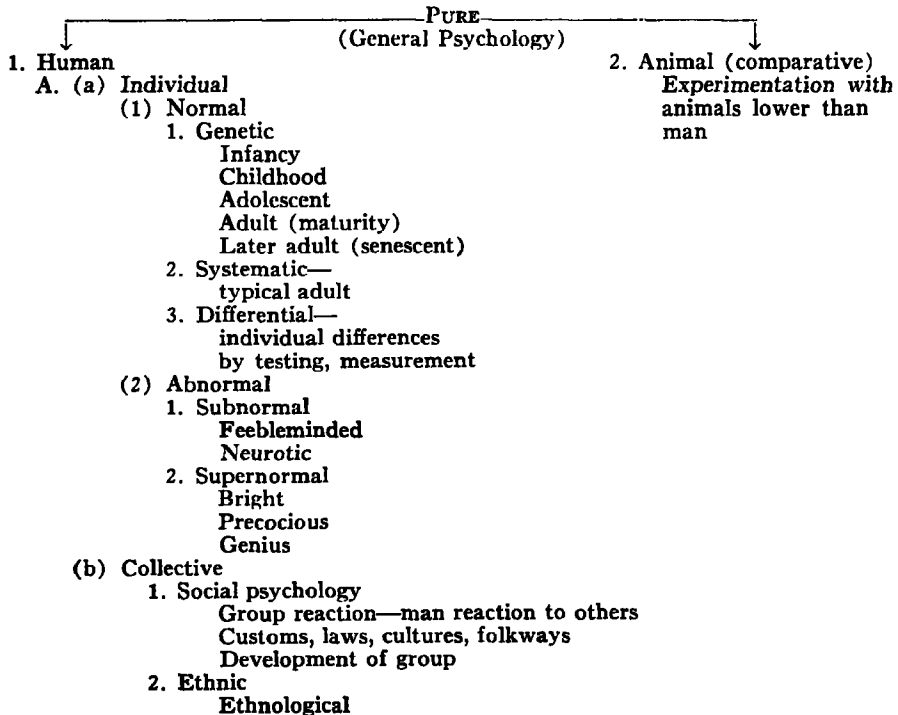 PURE
(General Psychology)
1. Human
2. Animal (comparative)
A. (a) Individual
Experimentation with
(1) Normal
animals lower than
1. Genetic
man
Infancy
Childhood
Adolescent
Adult (maturity)
Later adult (senescent)
2. Systematic—
typical adult
3. Differential—
individual differences
by testing, measurement
(2) Abnormal
1. Subnormal
Feebleminded
Neurotic
2. Supernormal
Bright
Precocious
Genius
(b) Collective
1. Social psychology
Group reaction—man reaction to others
Customs, laws, cultures, folkways
Development of group
2. Ethnic
Ethnological